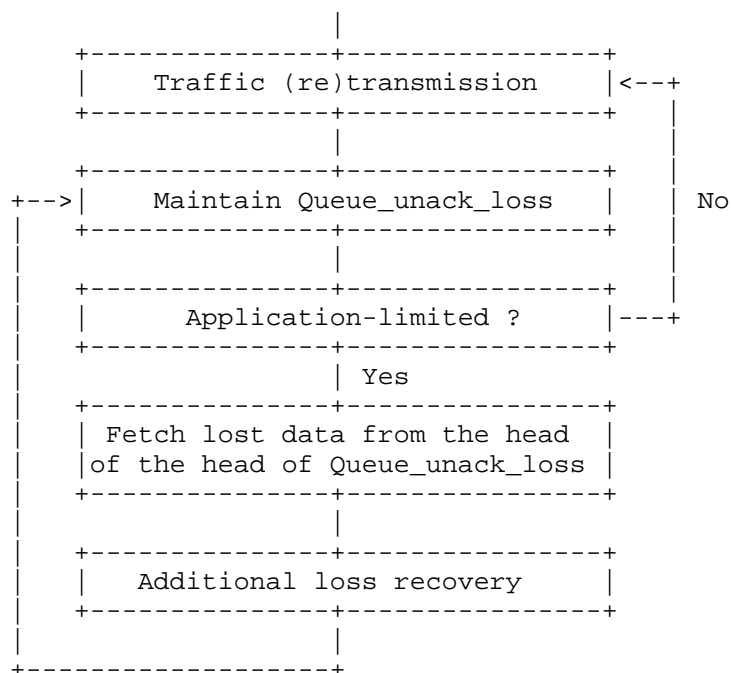 Traffic (re)transmission
Maintain Queue_unack_loss
No
Application-limited ?
Yes
Fetch lost data from the head
of the head of Queue_unack_loss
Additional loss recovery